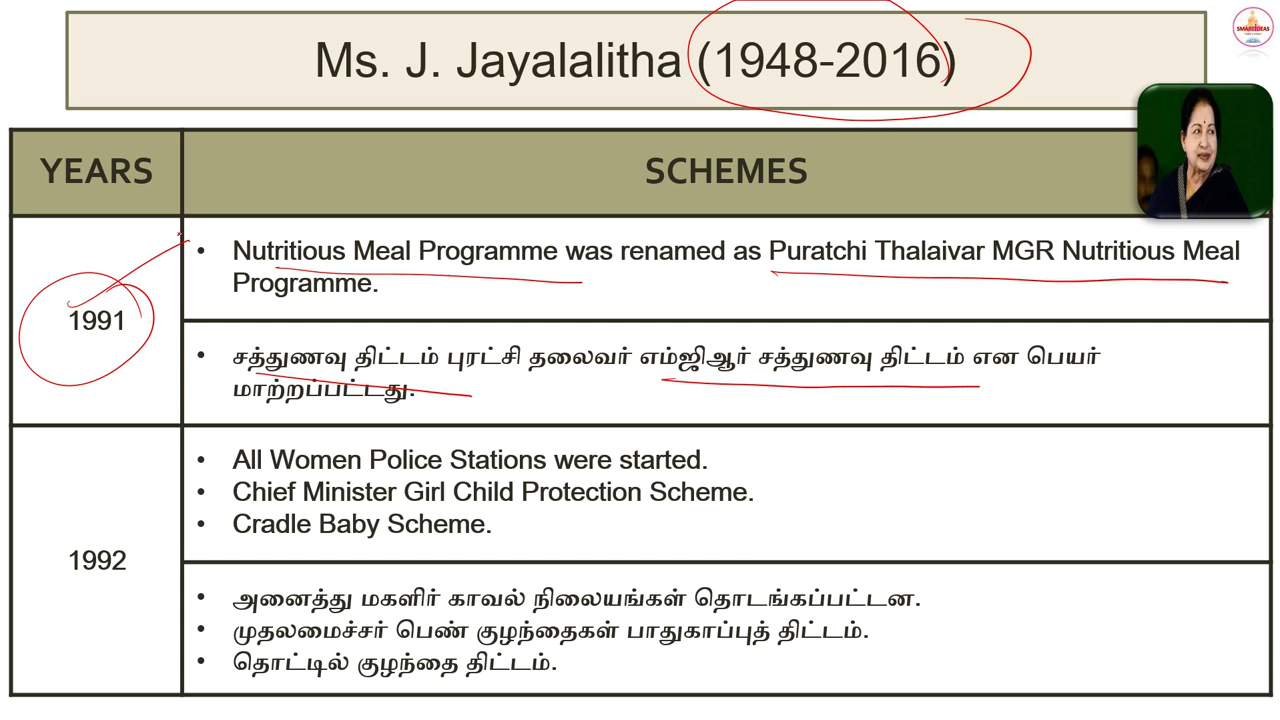 Ms. J. Jayalalitha (1948-2016)
SMART IDEAS
YEARS
SCHEMES
1991
• Nutritious Meal Programme was renamed as Puratchi Thalaivar MGR Nutritious Meal
Programme.
• சத்துணவு திட்டம் புரட்சி தலைவர் எம்ஜிஆர் சத்துணவு திட்டம் என பெயர்
மாற்றப்பட்டது.
1992
• All Women Police Stations were started.
• Chief Minister Girl Child Protection Scheme.
• Cradle Baby Scheme.
• அனைத்து மகளிர் காவல் நிலையங்கள் தொடங்கப்பட்டன.
• முதலமைச்சர் பெண் குழந்தைகள் பாதுகாப்புத் திட்டம்.
• தொட்டில் குழந்தை திட்டம்.